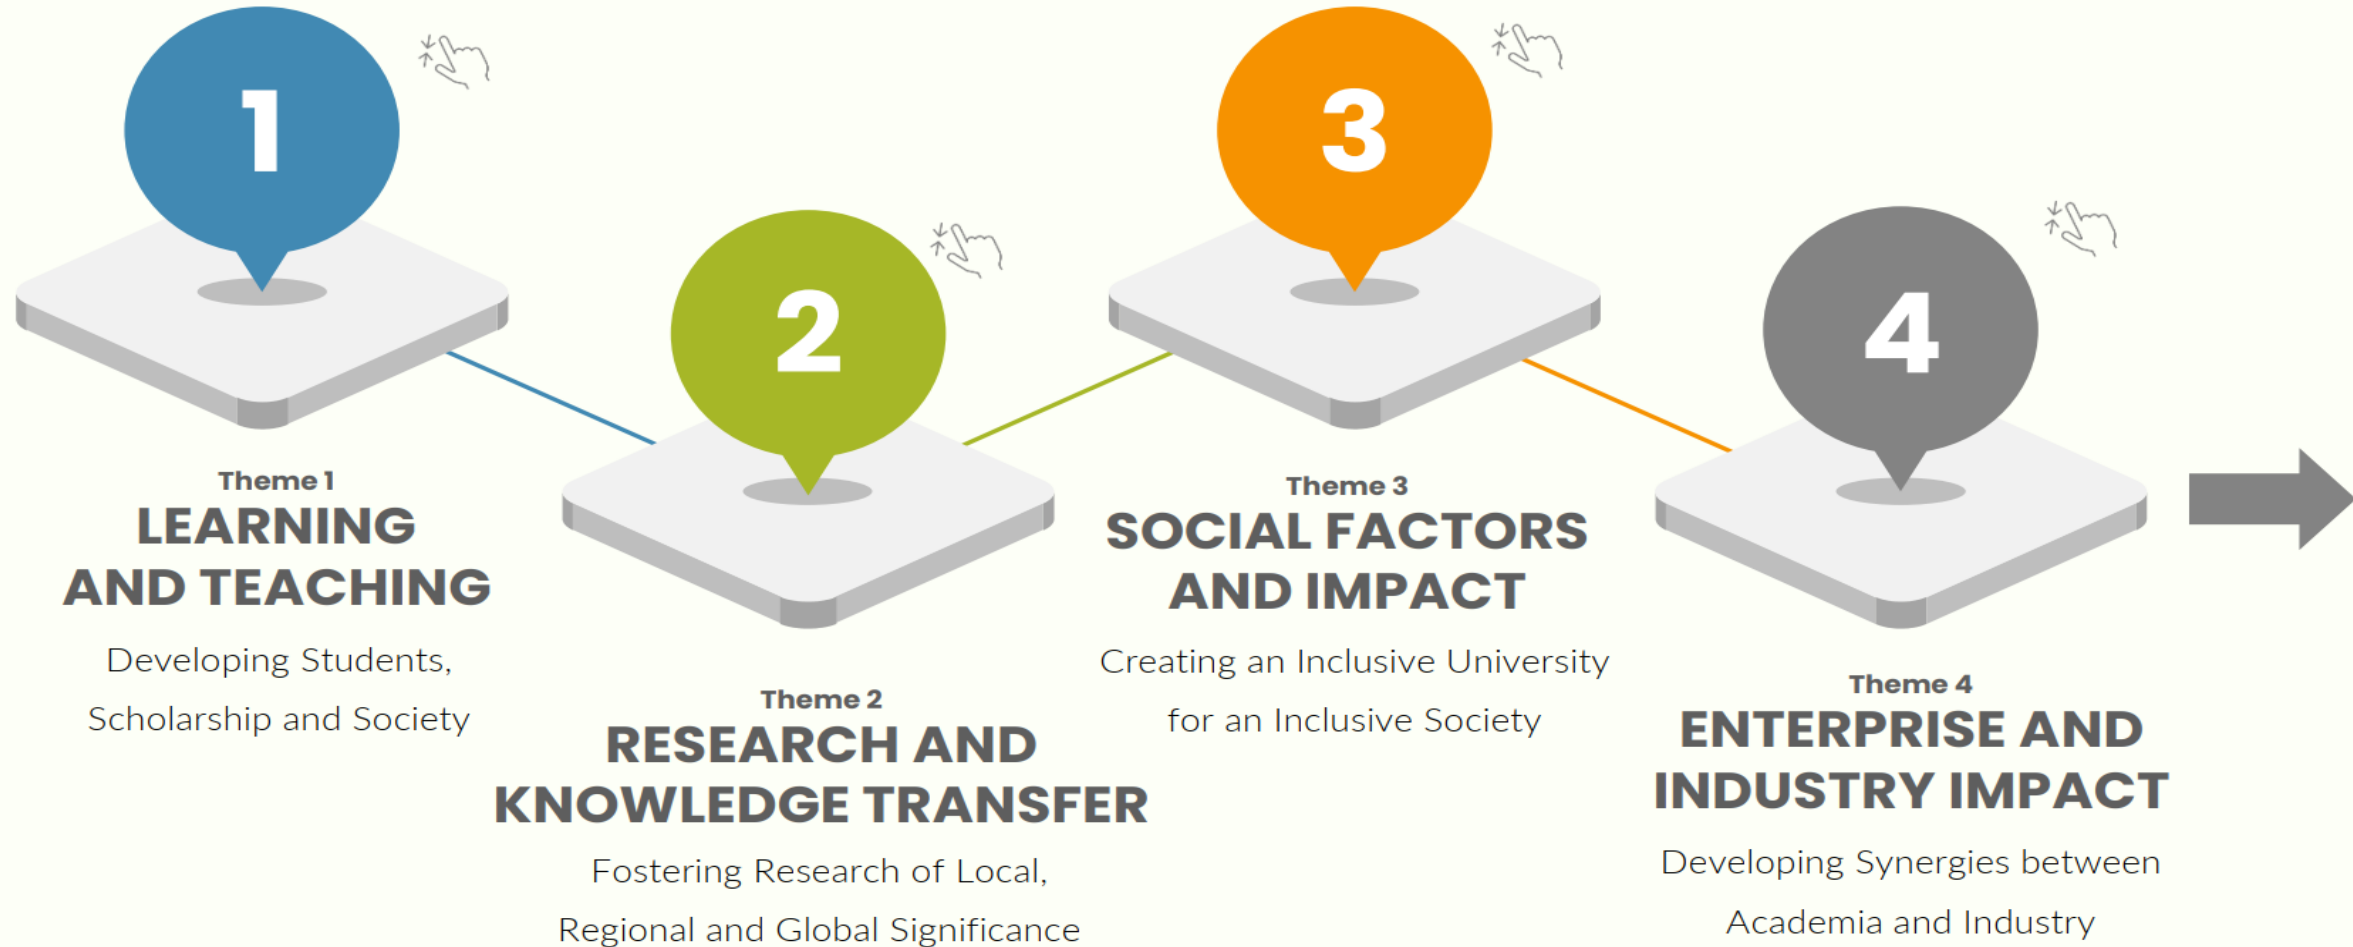 1
Theme 1
LEARNING
AND TEACHING
Developing Students,
Scholarship and Society
2
Theme 2
RESEARCH AND
KNOWLEDGE TRANSFER
Fostering Research of Local,
Regional and Global Significance
3
Theme 3
SOCIAL FACTORS
AND IMPACT
Creating an Inclusive University
for an Inclusive Society
4
Theme 4
ENTERPRISE AND
INDUSTRY IMPACT
Developing Synergies between
Academia and Industry